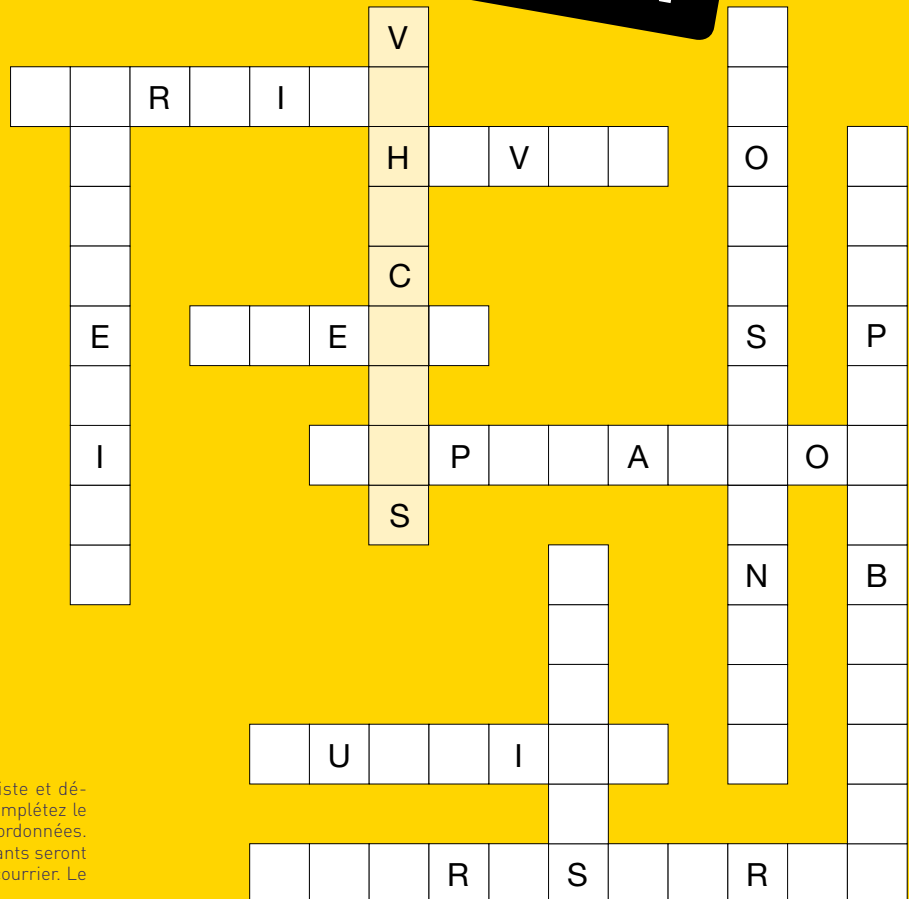 V
R I
H V O
C
E E S P
I P A O
S
N B
U I
iste et dé-
mplétez le
ordonnées.
ants seront
ourrier. Le
R S R